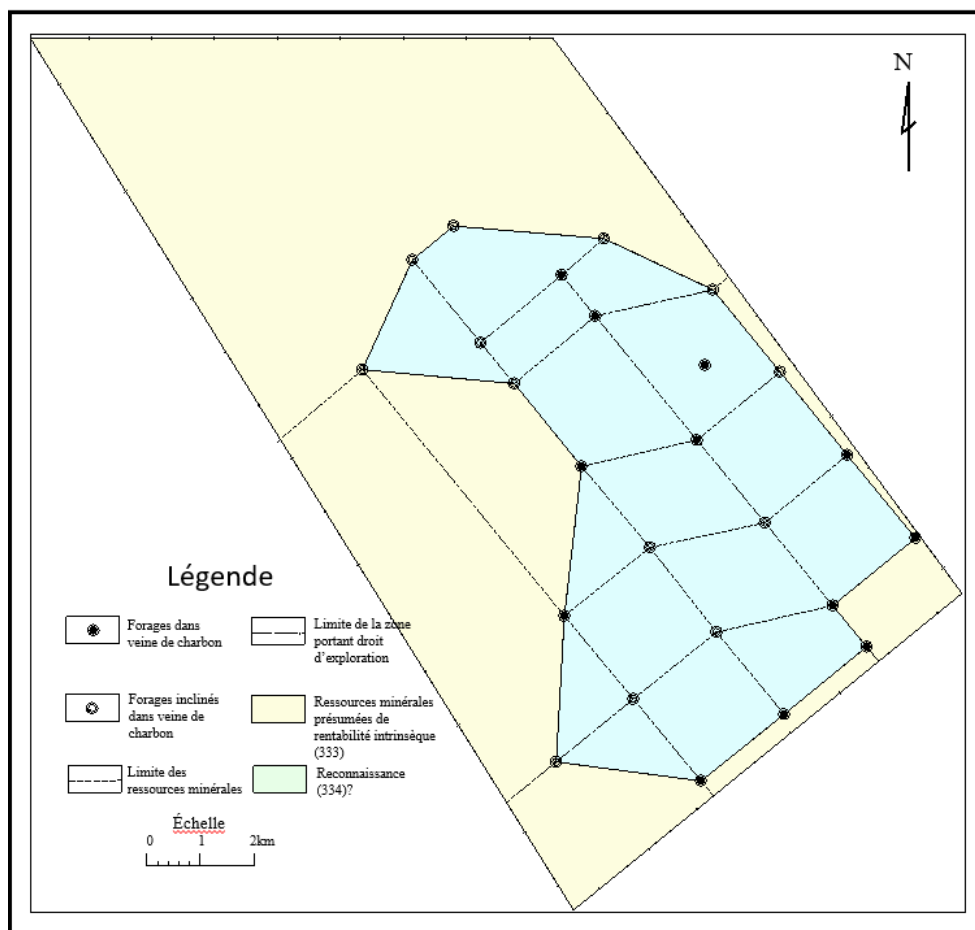 N
Légende
Forages dans
veine de charbon
Limite de la zone
portant droit
d'exploration
Forages inclinés
dans veine de
charbon
Ressources minérales
présumées de
rentabilité intrinsèque
(333)
Limite des
ressources minérales
Reconnaissance
(334)?
Échelle
0 1 2km